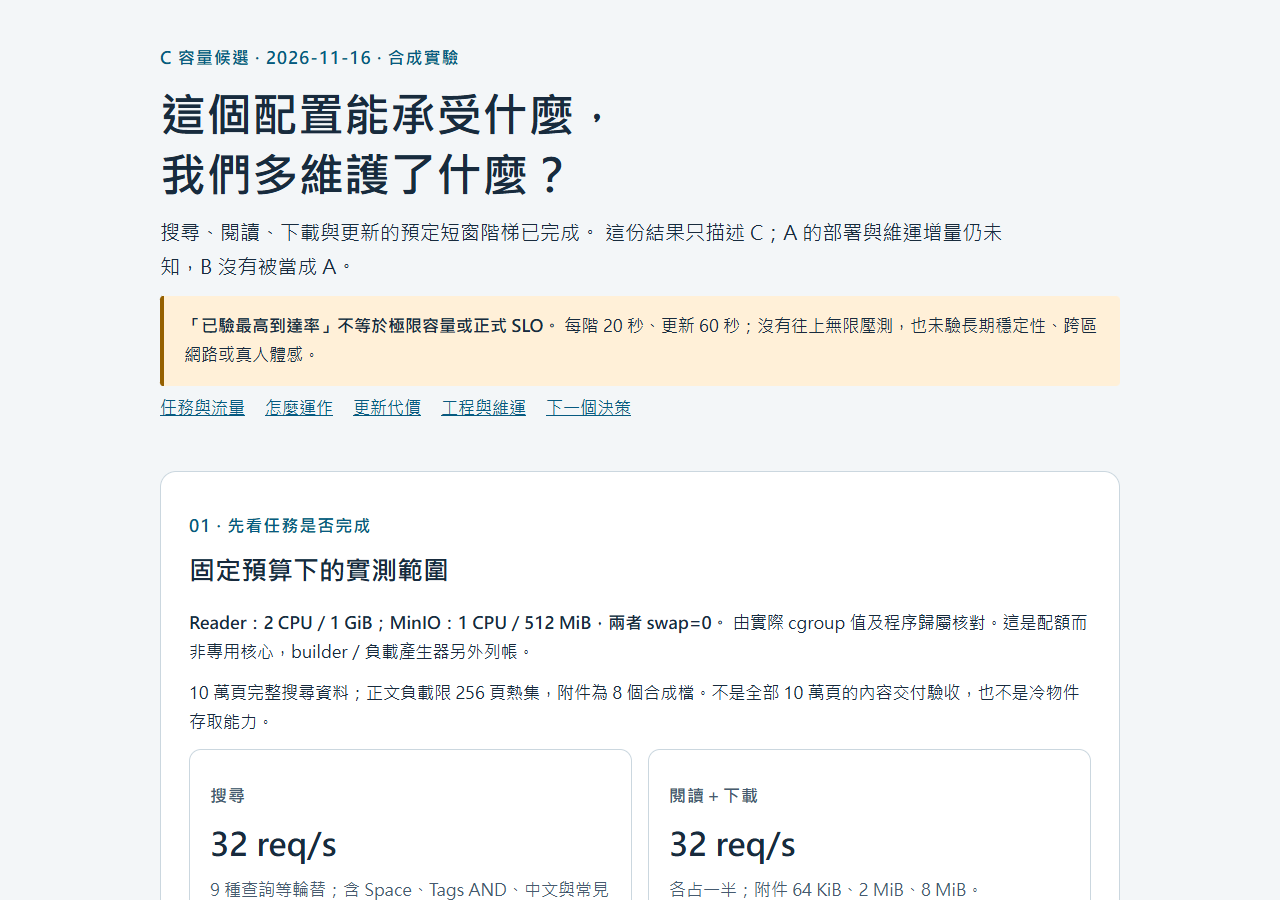 C 容量候選 · 2026-11-16 · 合成實驗
這個配置能承受什麼，
我們多維護了什麼？
搜尋、閱讀、下載與更新的預定短窗階梯已完成。 這份結果只描述 C；A 的部署與維運增量仍未
知，B 沒有被當成 A。
「已驗最高到達率」不等於極限容量或正式 SLO。 每階 20 秒、更新 60 秒；沒有往上無限壓測，也未驗長期穩定性、跨區
網路或真人體感。
任務與流量 怎麼運作 更新代價 工程與維運 下一個決策
01 · 先看任務是否完成
固定預算下的實測範圍
Reader：2 CPU / 1 GiB；MinIO：1 CPU / 512 MiB，兩者 swap=0。 由實際 cgroup 值及程序歸屬核對。這是配額而
非專用核心，builder / 負載產生器另外列帳。
10 萬頁完整搜尋資料；正文負載限 256 頁熱集，附件為 8 個合成檔。不是全部 10 萬頁的內容交付驗收，也不是冷物件
存取能力。
搜尋
32 req/s
9 種查詢等輪替；含 Space、Tags AND、中文與常見
閱讀 + 下載
32 req/s
各占一半；附件 64 KiB、2 MiB、8 MiB。